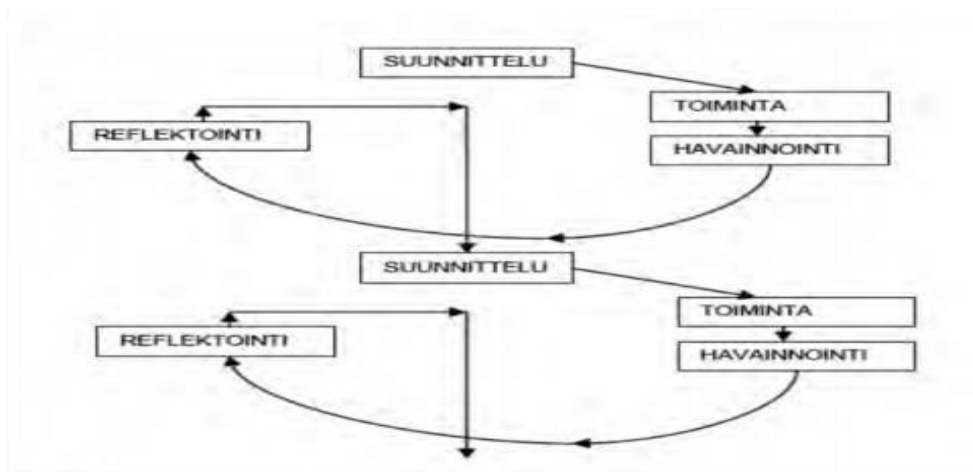 SUUNNITTELU
TOIMINTA
REFLEKTOINTI
HAVAINNOINTI
SUUNNITTELU
TOIMINTA
REFLEKTOINTI
HAVAINNOINTI